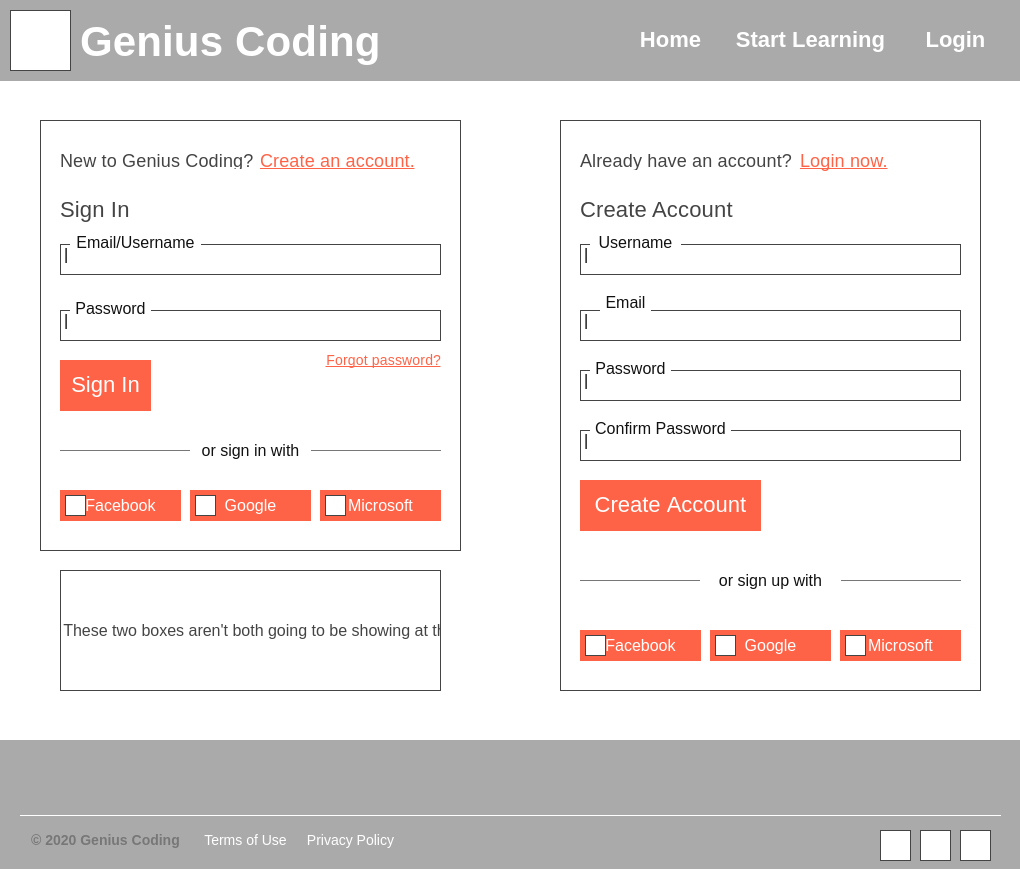 Genius Coding
Home Start Learning Login
New to Genius Coding? Create an account.
Sign In
Email/Username
Password
Forgot password?
Sign In
or sign in with
Facebook Google Microsoft
These two boxes aren't both going to be showing at th
Already have an account? Login now.
Create Account
Username
Email
Password
Confirm Password
Create Account
or sign up with
Facebook Google Microsoft
© 2020 Genius Coding Terms of Use Privacy Policy